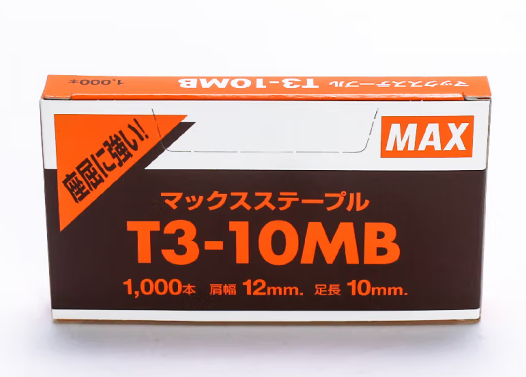 マックスステープル T3-10MB 1,000本
MAX
座屈に強い!
マックスステープル
T3-10MB
1,000本 肩幅 12mm. 足長 10mm.